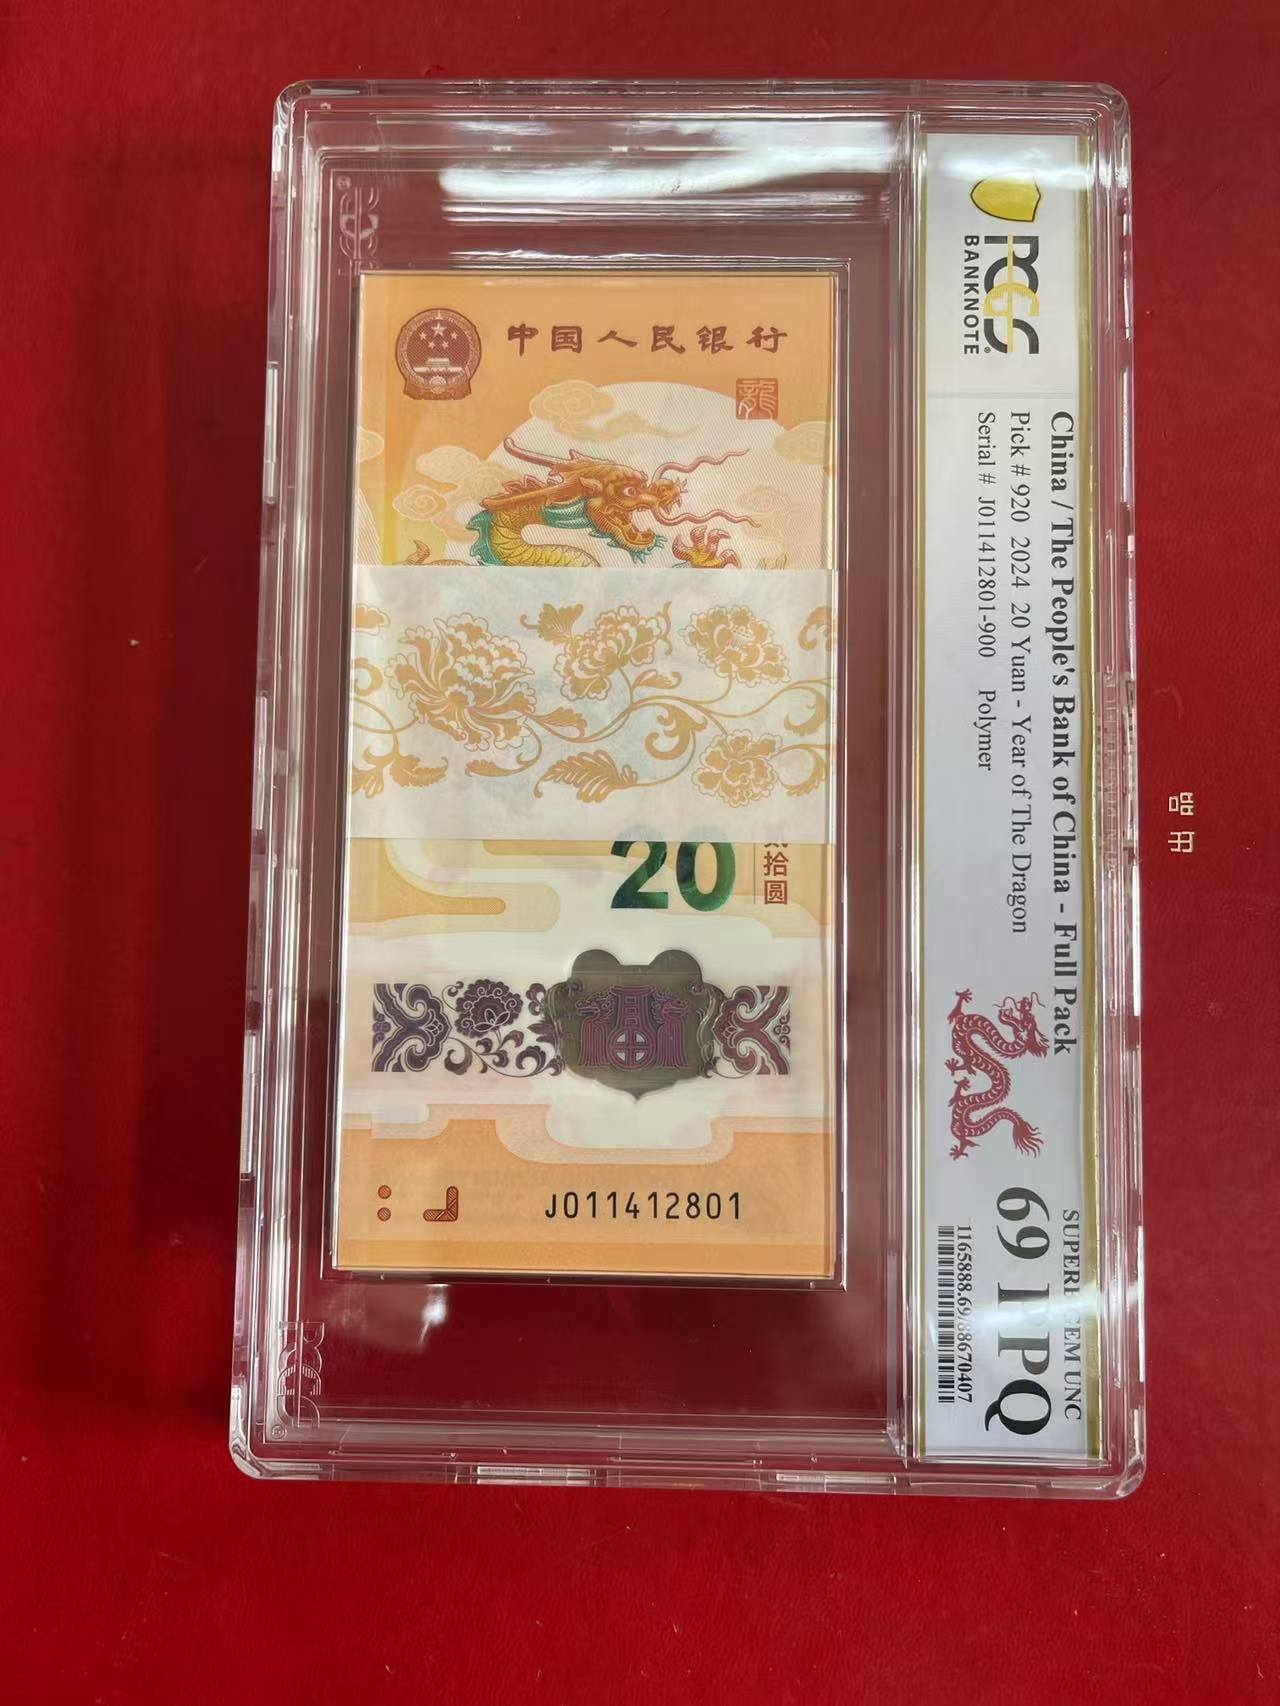 PCGS
BANKNOTE
China / The People's Bank of China - Full Pack
Pick # 920 2024 20 Yuan - Year of The Dragon
Serial # J011412801-900 Polymer
SUPERB GEM UNC
69 PPQ
1165888.69/88670407
中国人民银行
龍
20
拾圆
J011412801
PCGS